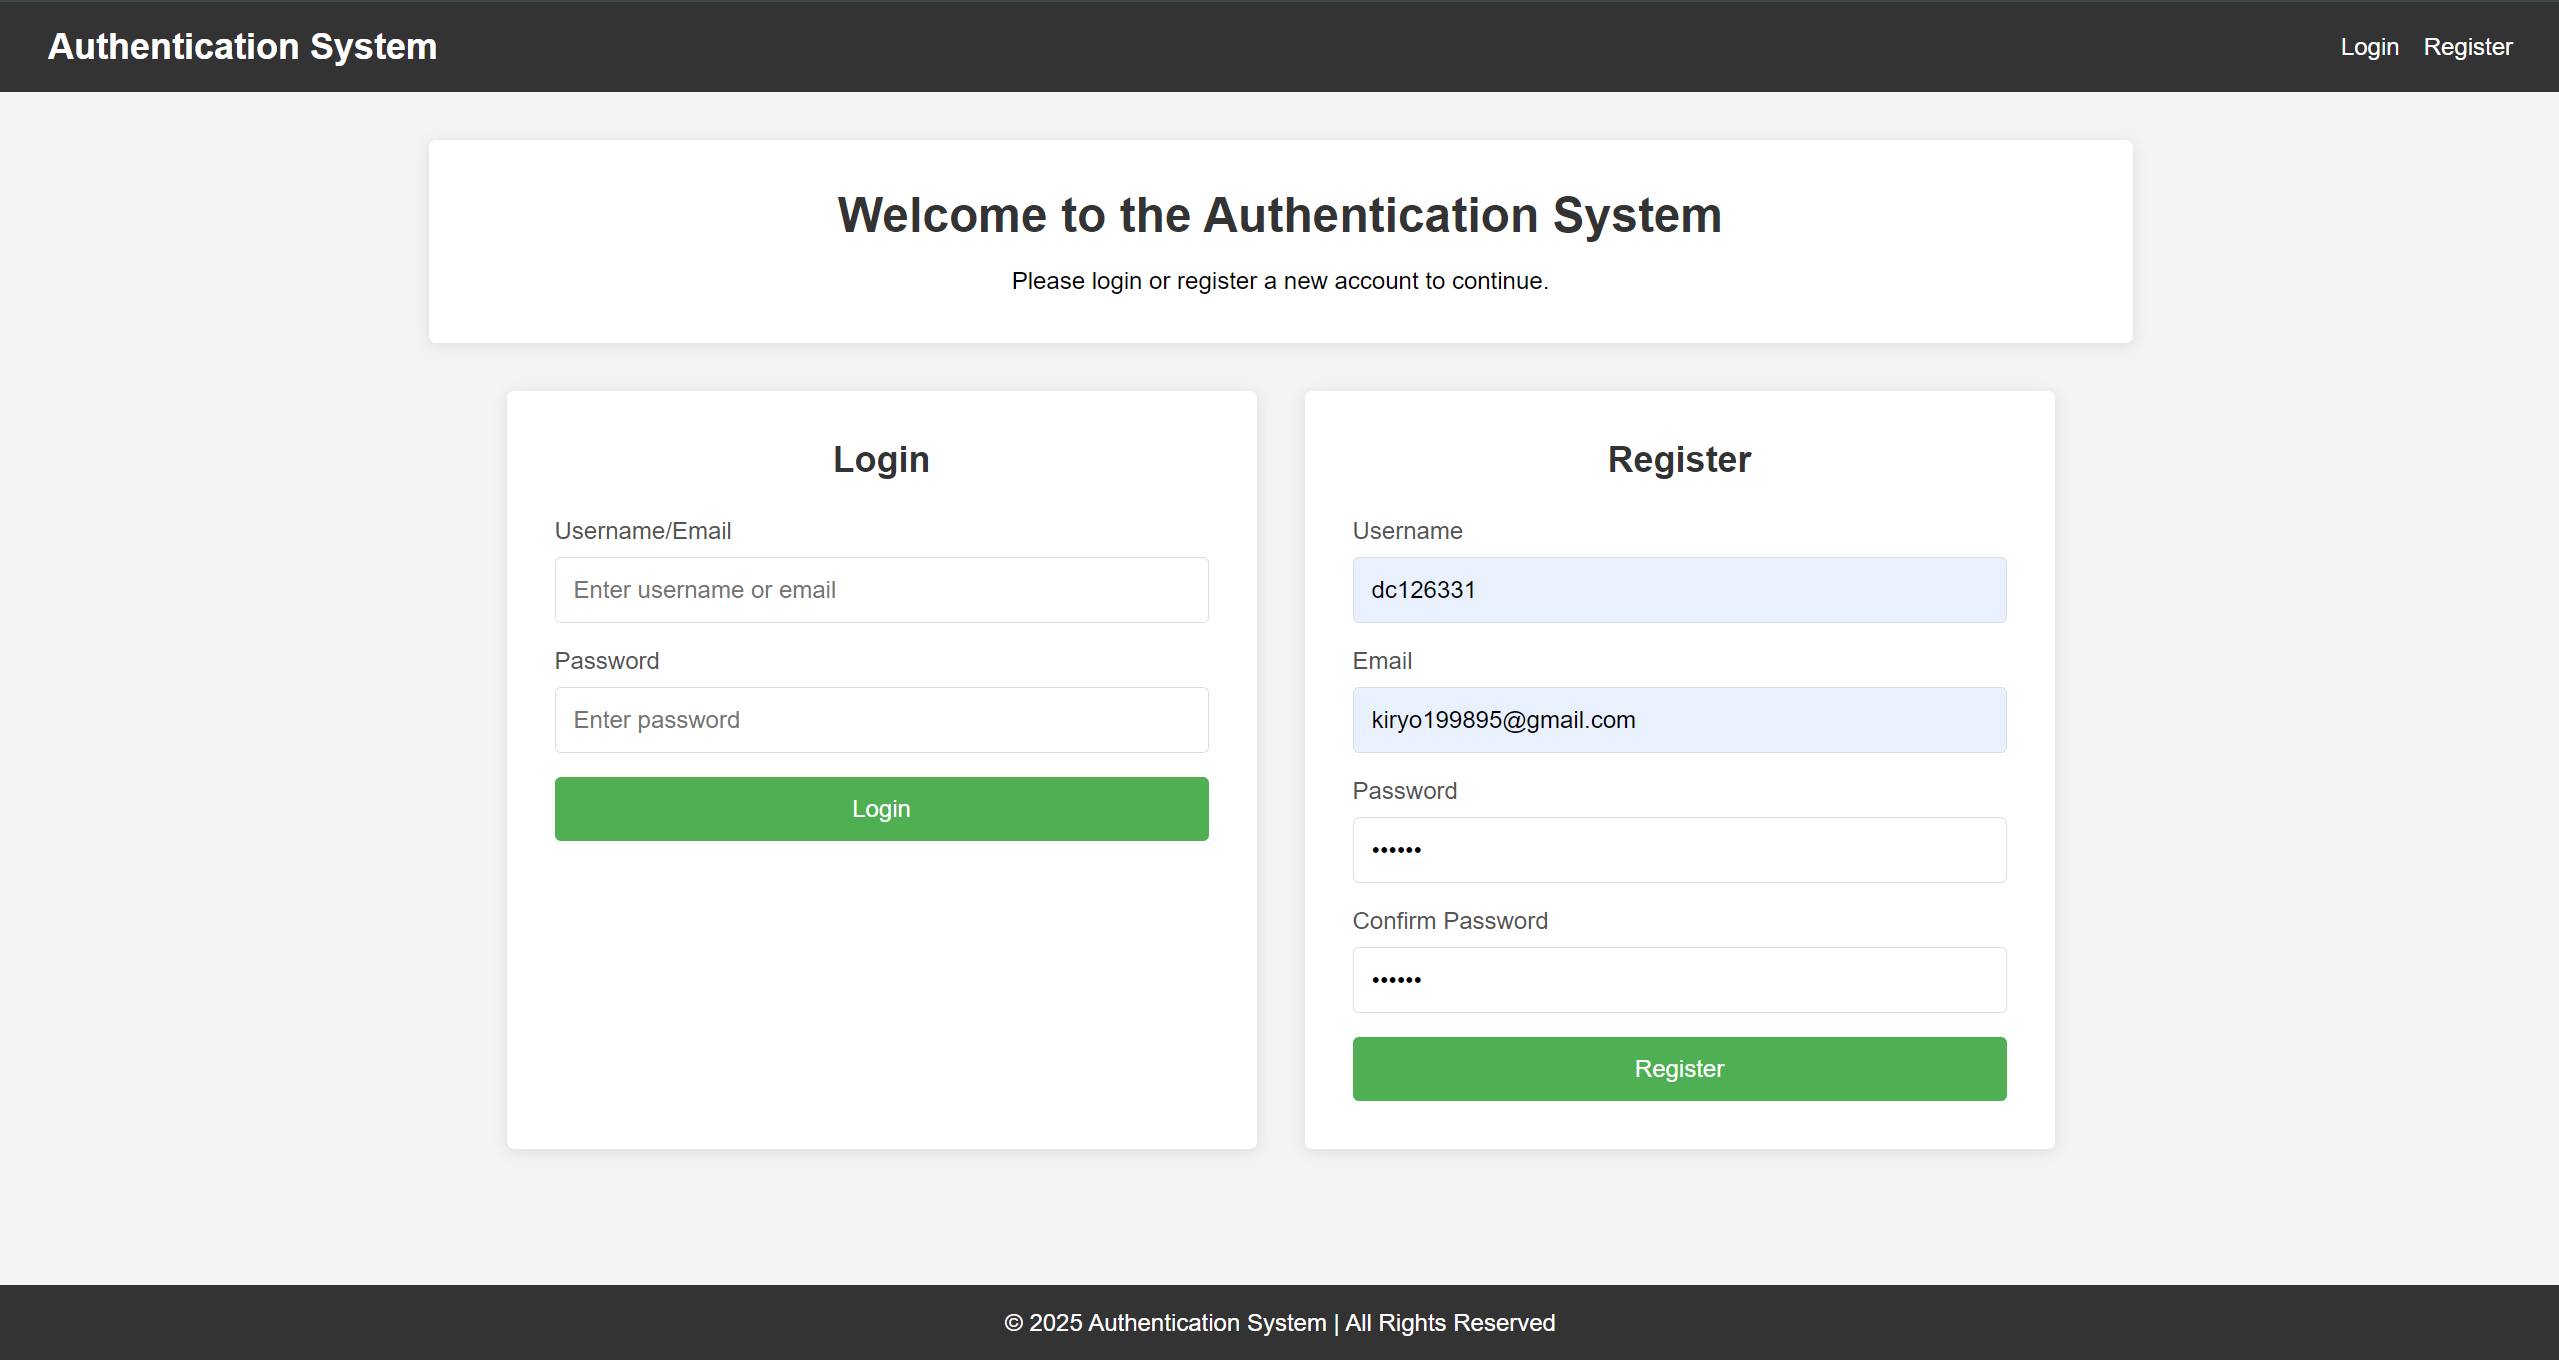 Authentication System
Login Register
Welcome to the Authentication System
Please login or register a new account to continue.
Login
Username/Email
Enter username or email
Password
Enter password
Login
Register
Username
dc126331
Email
kiryo199895@gmail.com
Password
••••••
Confirm Password
••••••
Register
© 2025 Authentication System | All Rights Reserved